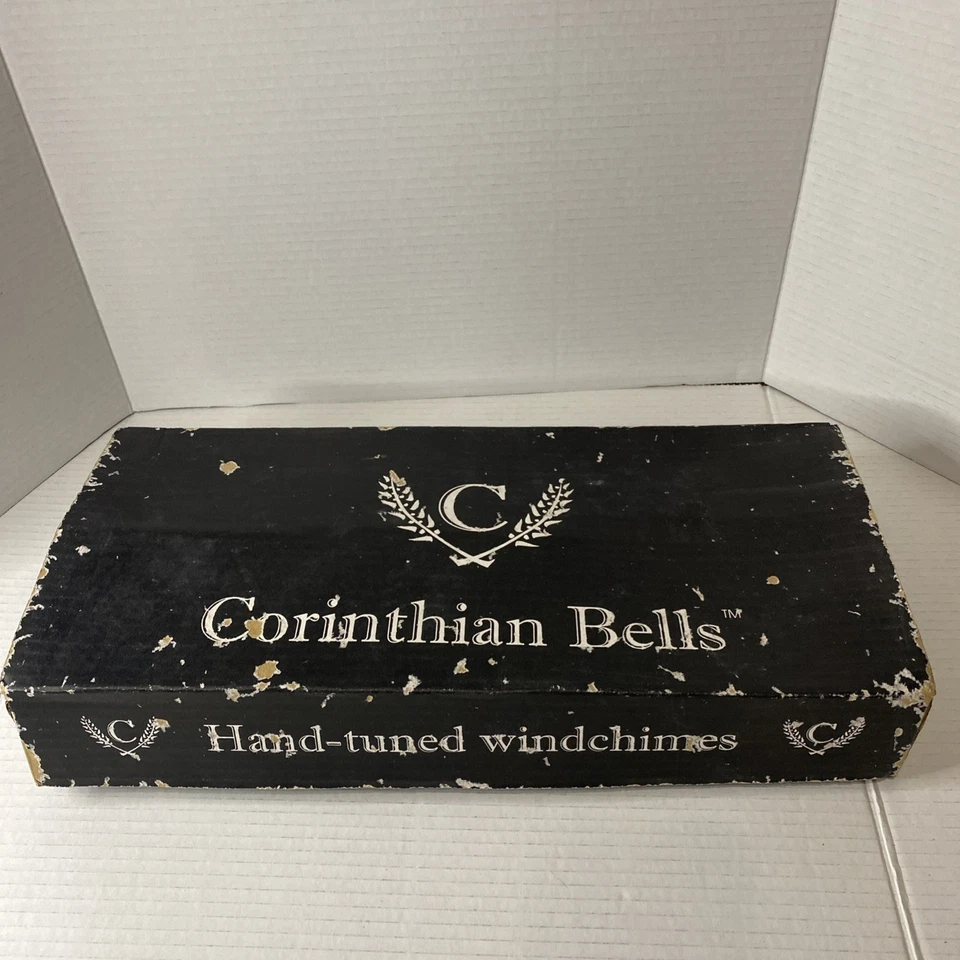 C
Corinthian Bells™
C Hand-tuned windchimes C